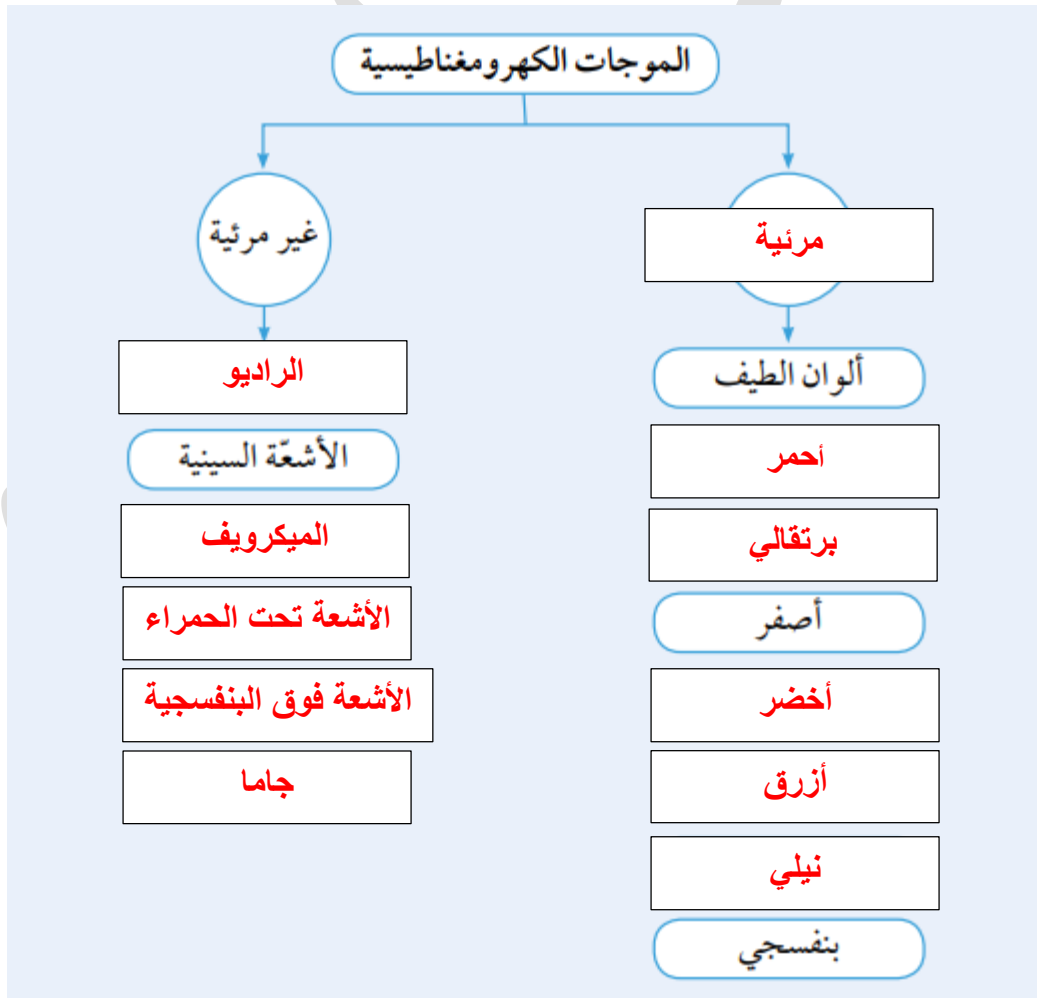 الموجات الكهرومغناطيسية
مرئية
ألوان الطيف
أحمر
برتقالي
أصفر
أخضر
أزرق
نيلي
بنفسجي
غير مرئية
الراديو
الأشعّة السينية
الميكرويف
الأشعة تحت الحمراء
الأشعة فوق البنفسجية
جاما